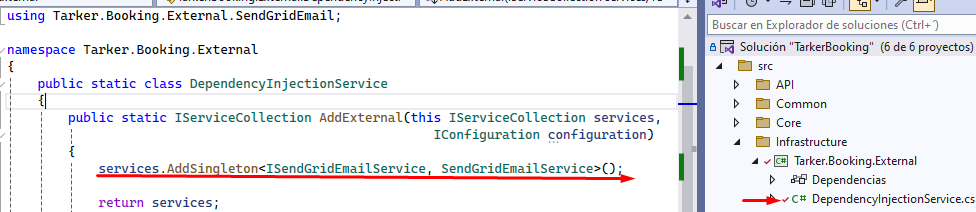 using Tarker.Booking.External.SendGridEmail;
namespace Tarker.Booking.External
{
public static class DependencyInjectionService
{
public static IServiceCollection AddExternal(this IServiceCollection services,
IConfiguration configuration)
{
services.AddSingleton<ISendGridEmailService, SendGridEmailService>();
return services;
Buscar en Explorador de soluciones (Ctrl+´)
Solución "TarkerBooking" (6 de 6 proyectos)
src
API
Common
Core
Infrastructure
C# Tarker.Booking.External
Dependencias
C# DependencyInjectionService.cs